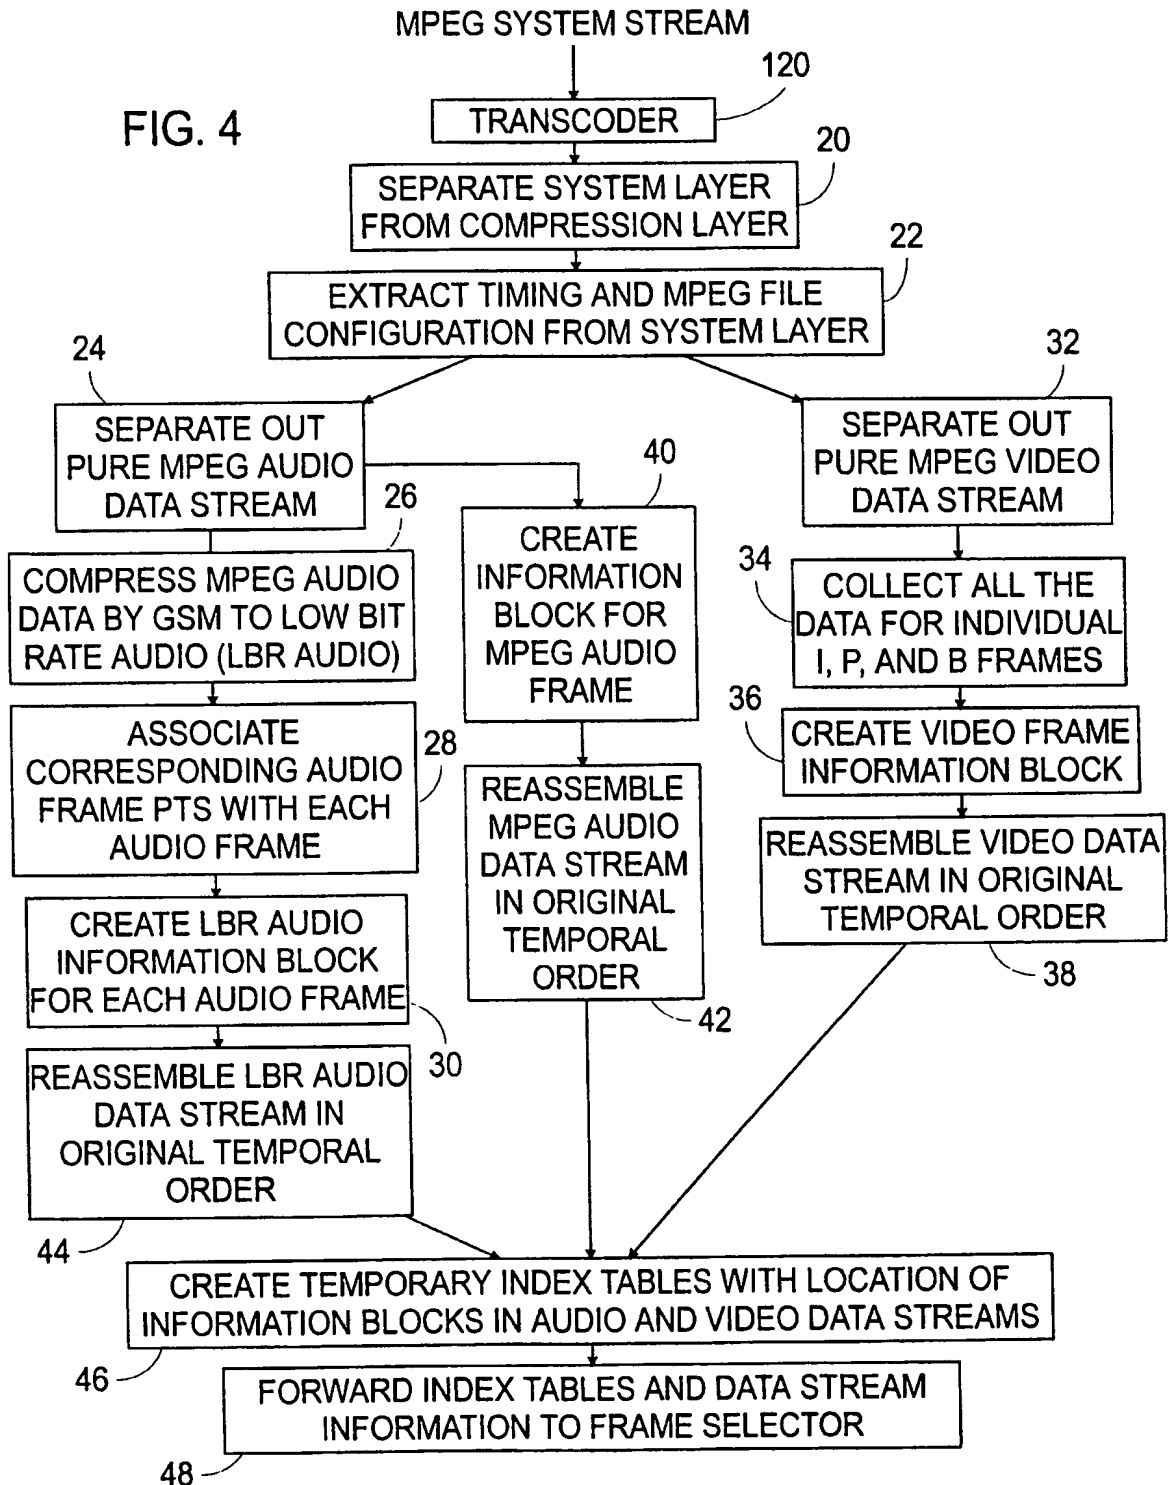 MPEG SYSTEM STREAM
120
FIG. 4
TRANSCODER
20
SEPARATE SYSTEM LAYER
FROM COMPRESSION LAYER
22
EXTRACT TIMING AND MPEG FILE
CONFIGURATION FROM SYSTEM LAYER
24
SEPARATE OUT
PURE MPEG AUDIO
DATA STREAM
26
COMPRESS MPEG AUDIO
DATA BY GSM TO LOW BIT
RATE AUDIO (LBR AUDIO)
ASSOCIATE
CORRESPONDING AUDIO
FRAME PTS WITH EACH
AUDIO FRAME
28
CREATE LBR AUDIO
INFORMATION BLOCK
FOR EACH AUDIO FRAME
30
REASSEMBLE LBR AUDIO
DATA STREAM IN
ORIGINAL TEMPORAL
ORDER
44
40
CREATE
INFORMATION
BLOCK FOR
MPEG AUDIO
FRAME
REASSEMBLE
MPEG AUDIO
DATA STREAM
IN ORIGINAL
TEMPORAL
ORDER
42
32
SEPARATE OUT
PURE MPEG VIDEO
DATA STREAM
34
COLLECT ALL THE
DATA FOR INDIVIDUAL
I, P, AND B FRAMES
36
CREATE VIDEO FRAME
INFORMATION BLOCK
REASSEMBLE VIDEO DATA
STREAM IN ORIGINAL
TEMPORAL ORDER
38
CREATE TEMPORARY INDEX TABLES WITH LOCATION OF
INFORMATION BLOCKS IN AUDIO AND VIDEO DATA STREAMS
46
FORWARD INDEX TABLES AND DATA STREAM
INFORMATION TO FRAME SELECTOR
48